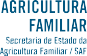 AGRICULTURA
FAMILIAR
Secretaria de Estado da
Agricultura Familiar / SAF